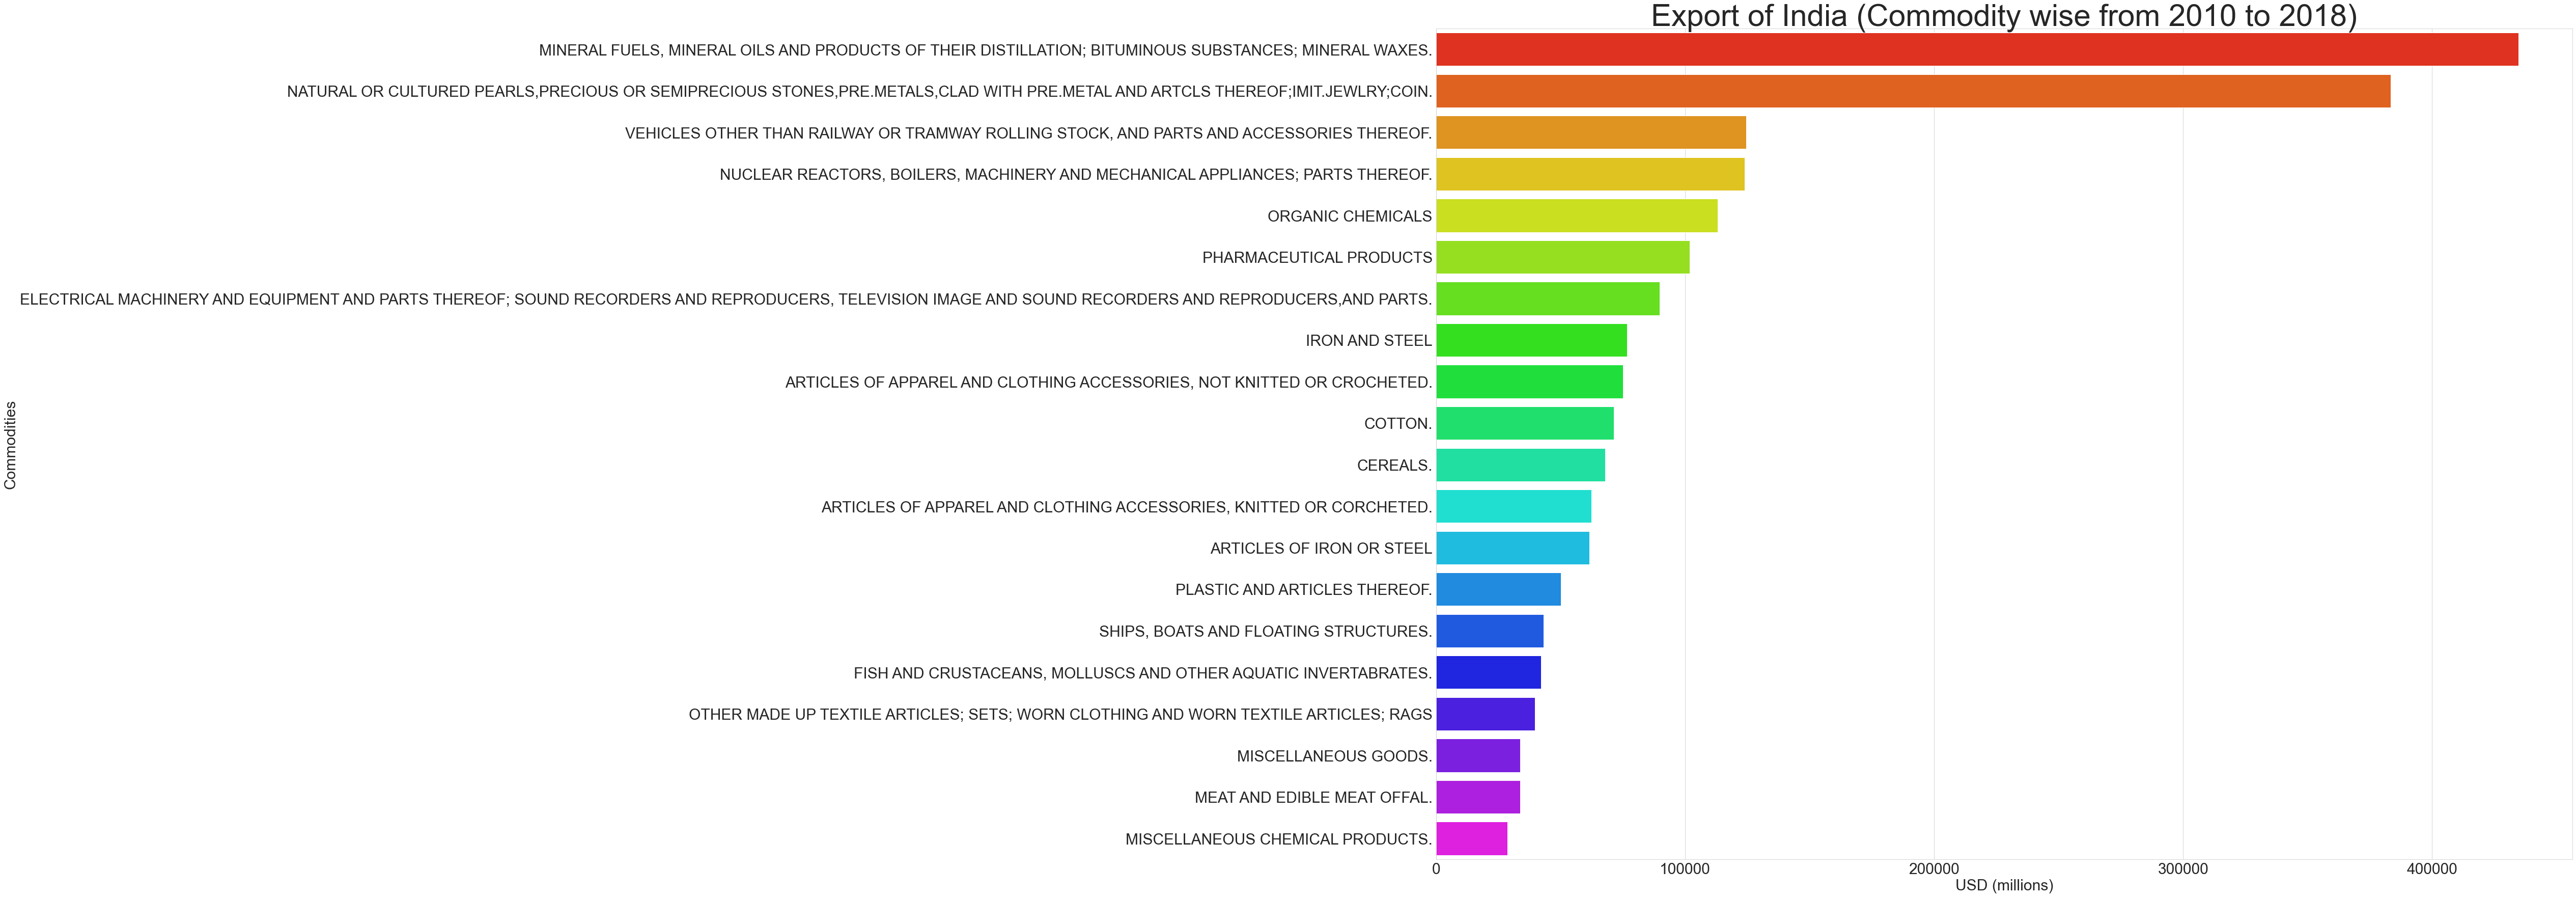 Export of India (Commodity wise from 2010 to 2018)
MINERAL FUELS, MINERAL OILS AND PRODUCTS OF THEIR DISTILLATION; BITUMINOUS SUBSTANCES; MINERAL WAXES.
NATURAL OR CULTURED PEARLS,PRECIOUS OR SEMIPRECIOUS STONES,PRE.METALS,CLAD WITH PRE.METAL AND ARTCLS THEREOF;IMIT.JEWLRY;COIN.
VEHICLES OTHER THAN RAILWAY OR TRAMWAY ROLLING STOCK, AND PARTS AND ACCESSORIES THEREOF.
NUCLEAR REACTORS, BOILERS, MACHINERY AND MECHANICAL APPLIANCES; PARTS THEREOF.
ORGANIC CHEMICALS
PHARMACEUTICAL PRODUCTS
ELECTRICAL MACHINERY AND EQUIPMENT AND PARTS THEREOF; SOUND RECORDERS AND REPRODUCERS, TELEVISION IMAGE AND SOUND RECORDERS AND REPRODUCERS,AND PARTS.
IRON AND STEEL
ARTICLES OF APPAREL AND CLOTHING ACCESSORIES, NOT KNITTED OR CROCHETED.
COTTON.
CEREALS.
ARTICLES OF APPAREL AND CLOTHING ACCESSORIES, KNITTED OR CORCHETED.
ARTICLES OF IRON OR STEEL
PLASTIC AND ARTICLES THEREOF.
SHIPS, BOATS AND FLOATING STRUCTURES.
FISH AND CRUSTACEANS, MOLLUSCS AND OTHER AQUATIC INVERTABRATES.
OTHER MADE UP TEXTILE ARTICLES; SETS; WORN CLOTHING AND WORN TEXTILE ARTICLES; RAGS
MISCELLANEOUS GOODS.
MEAT AND EDIBLE MEAT OFFAL.
MISCELLANEOUS CHEMICAL PRODUCTS.
Commodities
0 100000 200000 300000 400000
USD (millions)